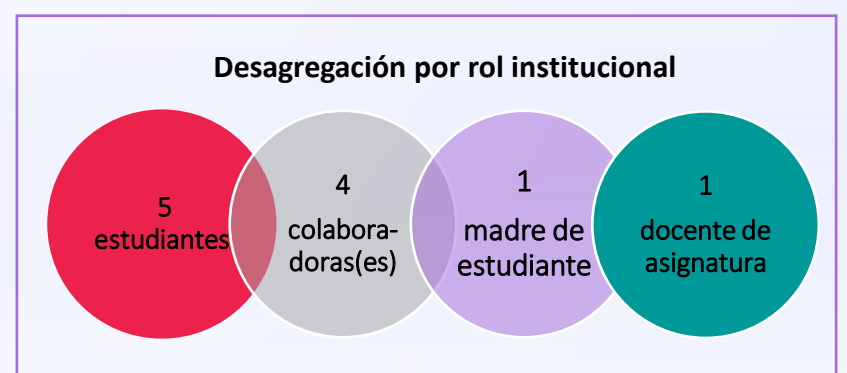 Desagregación por rol institucional
5
estudiantes
4
colabora-
doras(es)
1
madre de
estudiante
1
docente de
asignatura